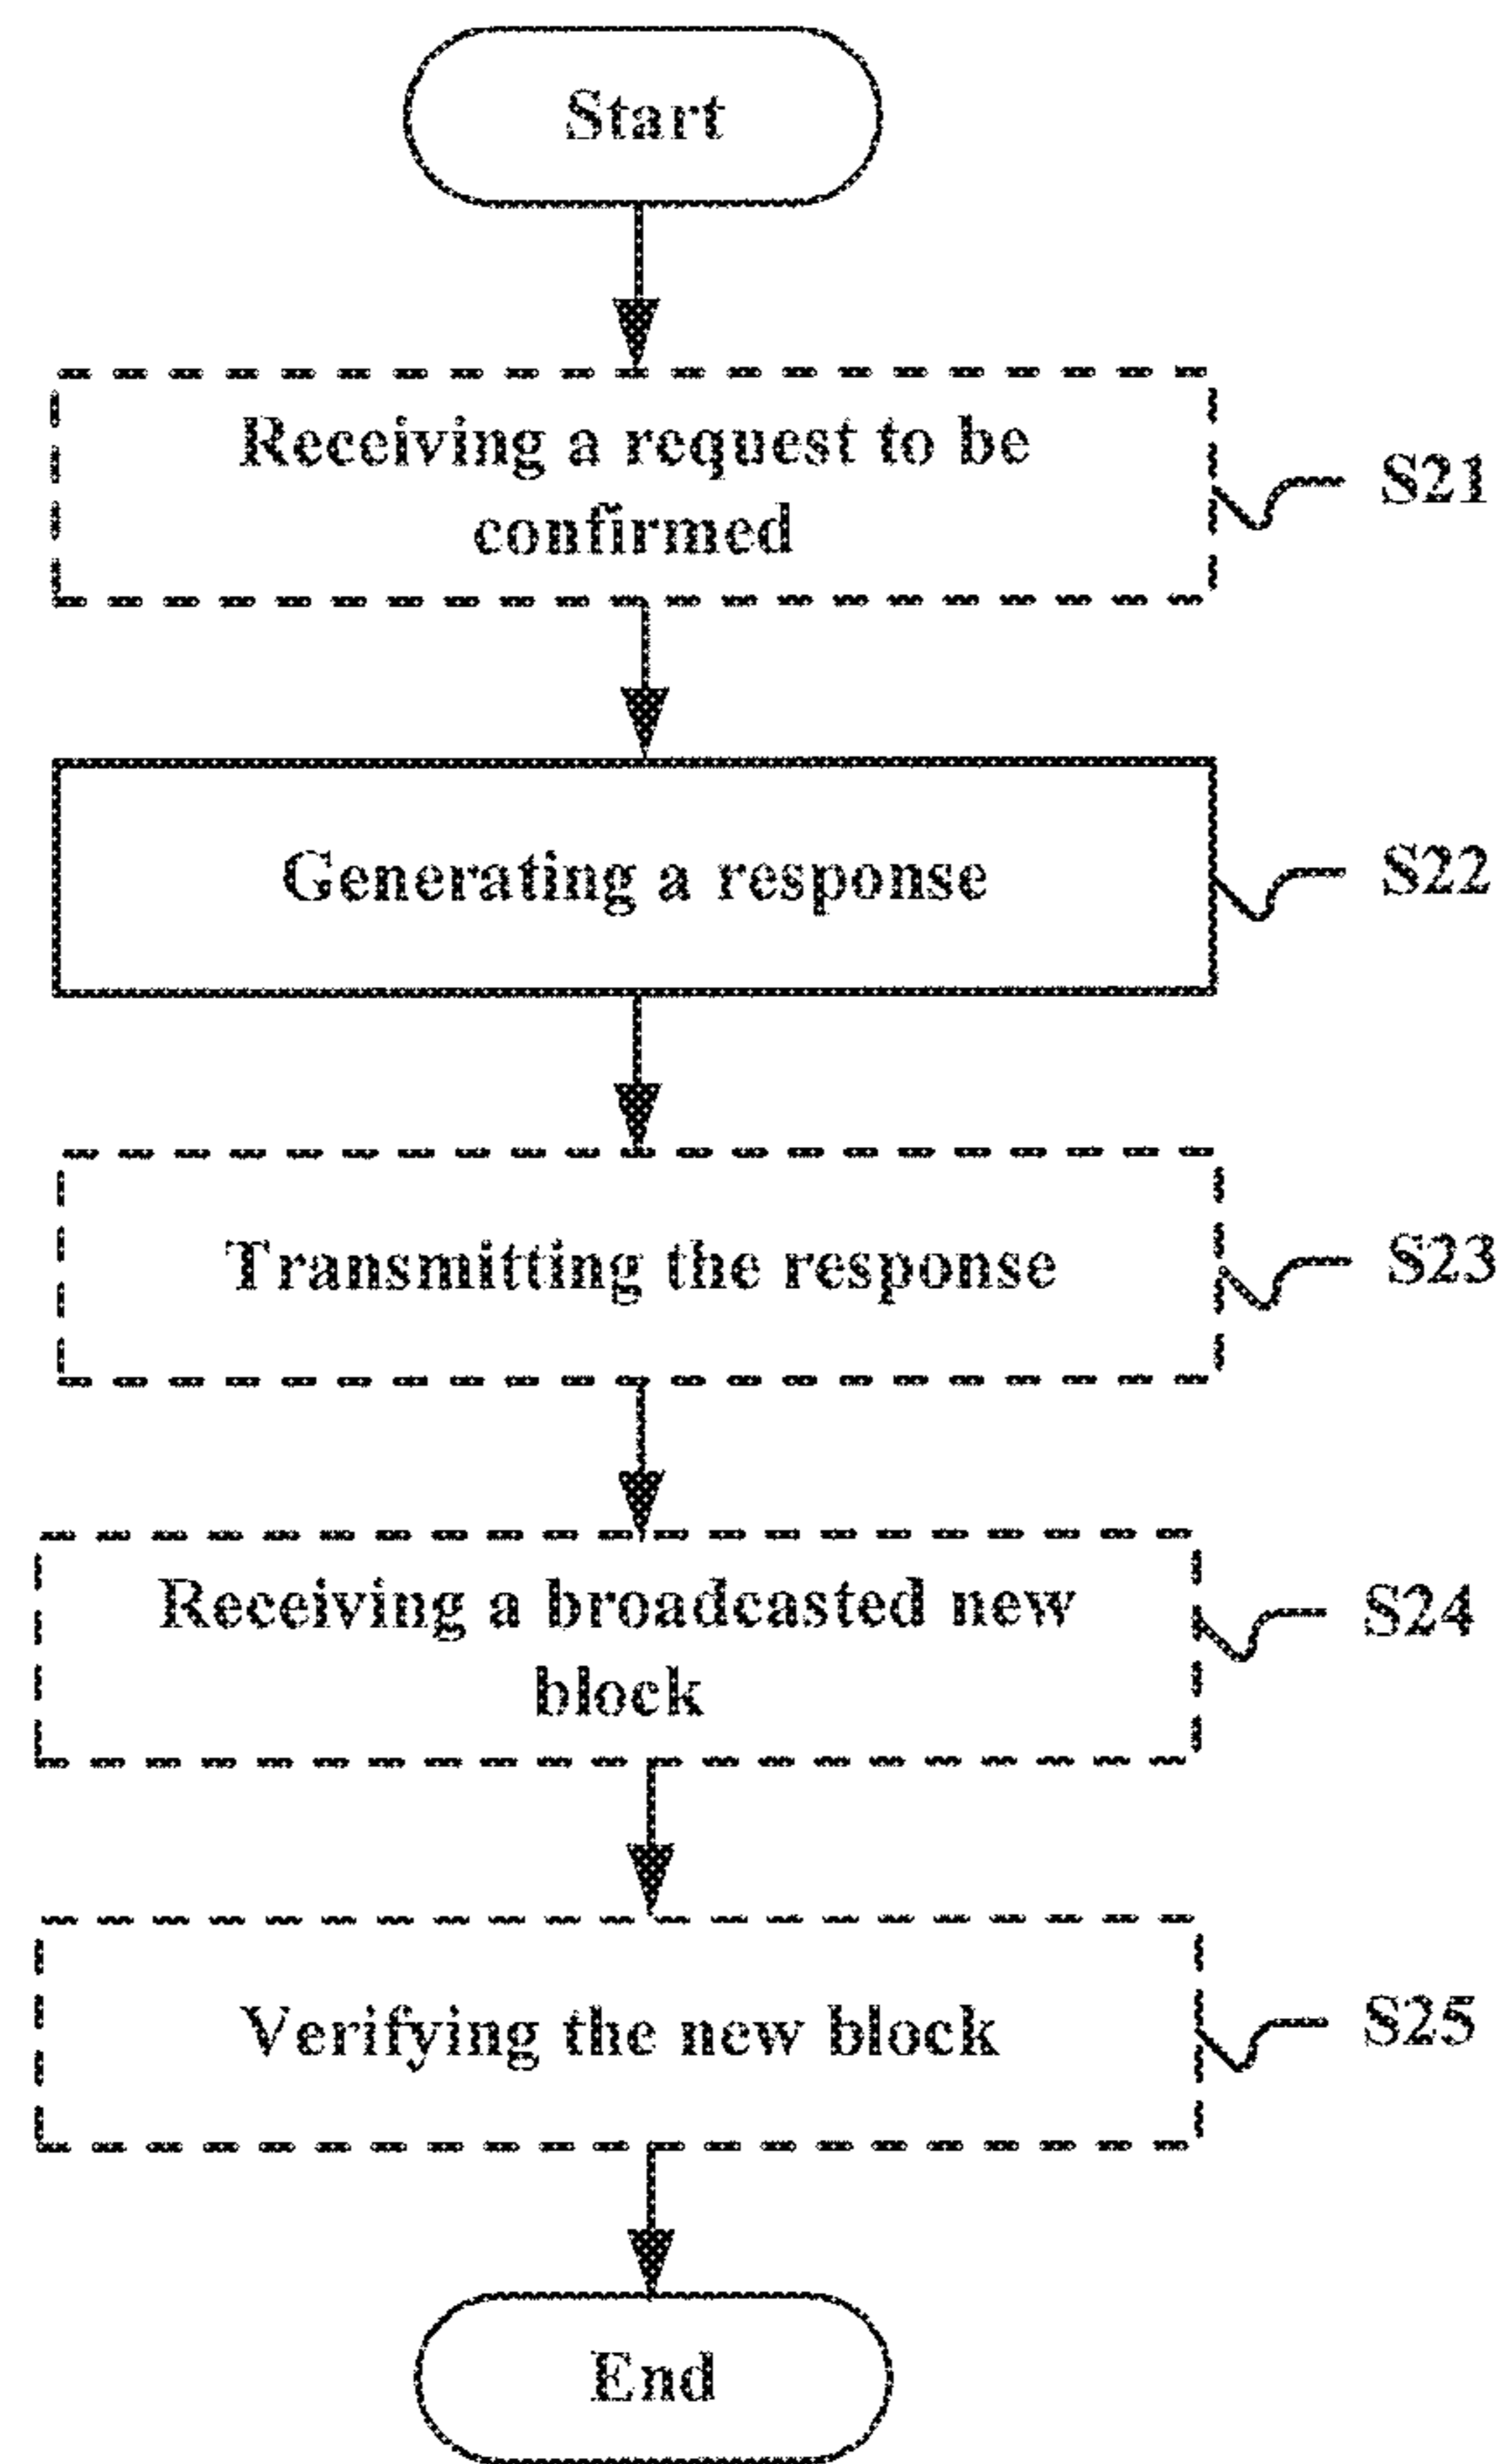 Start
Receiving a request to be
confirmed
S21
Generating a response
S22
Transmitting the response
S23
Receiving a broadcasted new
block
S24
Verifying the new block
S25
End